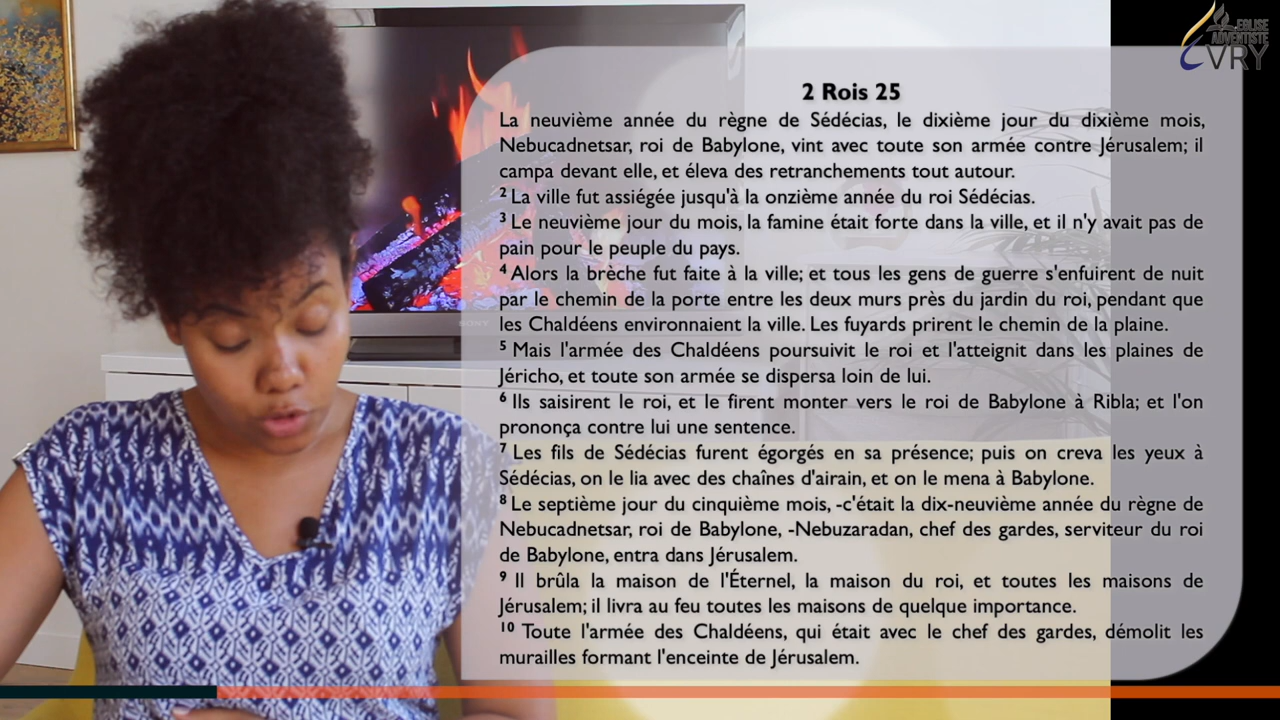 EGLISE
ADVENTISTE
VRY
2 Rois 25
La neuvième année du règne de Sédécias, le dixième jour du dixième mois,
Nebucadnetsar, roi de Babylone, vint avec toute son armée contre Jérusalem; il
campa devant elle, et éleva des retranchements tout autour.
2 La ville fut assiégée jusqu'à la onzième année du roi Sédécias.
3 Le neuvième jour du mois, la famine était forte dans la ville, et il n'y avait pas de
pain pour le peuple du pays.
4 Alors la brèche fut faite à la ville; et tous les gens de guerre s'enfuirent de nuit
par le chemin de la porte entre les deux murs près du jardin du roi, pendant que
les Chaldéens environnaient la ville. Les fuyards prirent le chemin de la plaine.
5 Mais l'armée des Chaldéens poursuivit le roi et l'atteignit dans les plaines de
Jéricho, et toute son armée se dispersa loin de lui.
6 Ils saisirent le roi, et le firent monter vers le roi de Babylone à Ribla; et l'on
prononça contre lui une sentence.
7 Les fils de Sédécias furent égorgés en sa présence; puis on creva les yeux à
Sédécias, on le lia avec des chaînes d'airain, et on le mena à Babylone.
8 Le septième jour du cinquième mois, -c'était la dix-neuvième année du règne de
Nebucadnetsar, roi de Babylone, -Nebuzaradan, chef des gardes, serviteur du roi
de Babylone, entra dans Jérusalem.
9 Il brûla la maison de l'Éternel, la maison du roi, et toutes les maisons de
Jérusalem; il livra au feu toutes les maisons de quelque importance.
10 Toute l'armée des Chaldéens, qui était avec le chef des gardes, démolit les
murailles formant l'enceinte de Jérusalem.
SONY